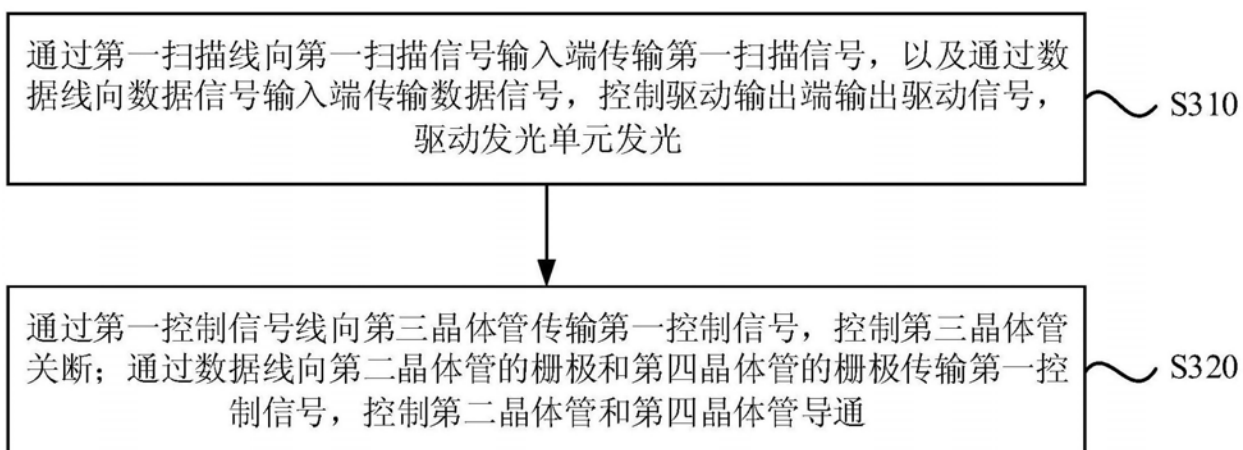 通过第一扫描线向第一扫描信号输入端传输第一扫描信号，以及通过数
据线向数据信号输入端传输数据信号，控制驱动输出端输出驱动信号，
驱动发光单元发光
S310
通过第一控制信号线向第三晶体管传输第一控制信号，控制第三晶体管
关断；通过数据线向第二晶体管的栅极和第四晶体管的栅极传输第一控
制信号，控制第二晶体管和第四晶体管导通
S320